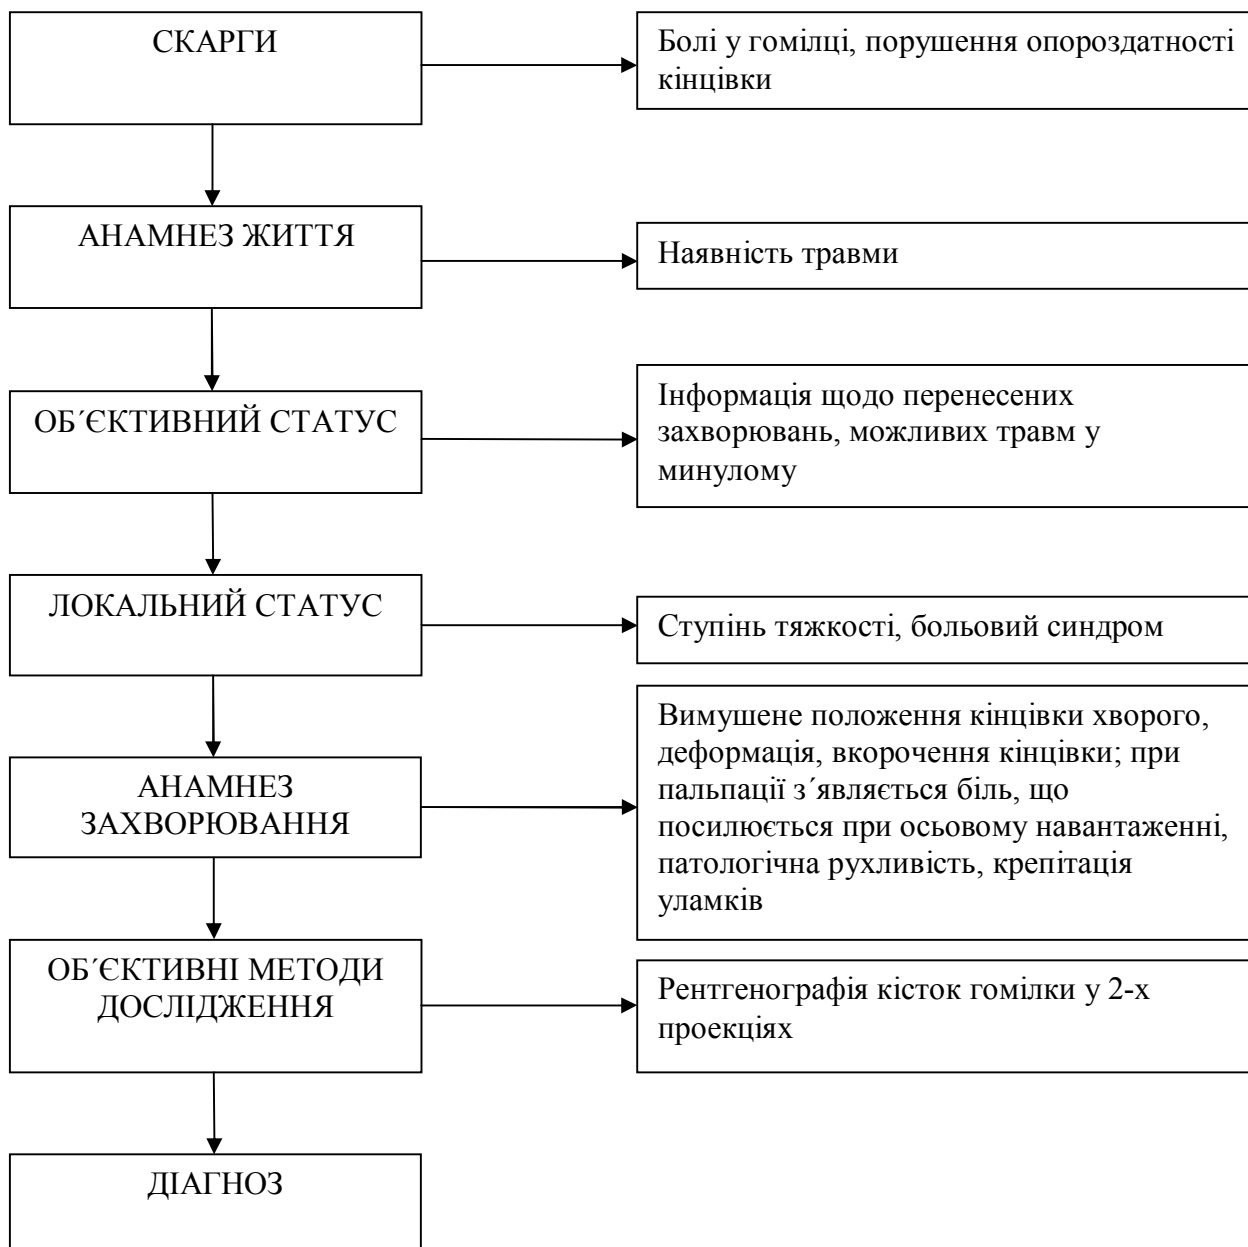 СКАРГИ
Болі у гомілці, порушення опороздатності
кінцівки
АНАМНЕЗ ЖИТТЯ
Наявність травми
ОБ´ЄКТИВНИЙ СТАТУС
Інформація щодо перенесених
захворювань, можливих травм у
минулому
ЛОКАЛЬНИЙ СТАТУС
Ступінь тяжкості, больовий синдром
АНАМНЕЗ
ЗАХВОРЮВАННЯ
Вимушене положення кінцівки хворого,
деформація, вкорочення кінцівки; при
пальпації з´являється біль, що
посилюється при осьовому навантаженні,
патологічна рухливість, крепітація
уламків
ОБ´ЄКТИВНІ МЕТОДИ
ДОСЛІДЖЕННЯ
Рентгенографія кісток гомілки у 2-х
проекціях
ДІАГНОЗ